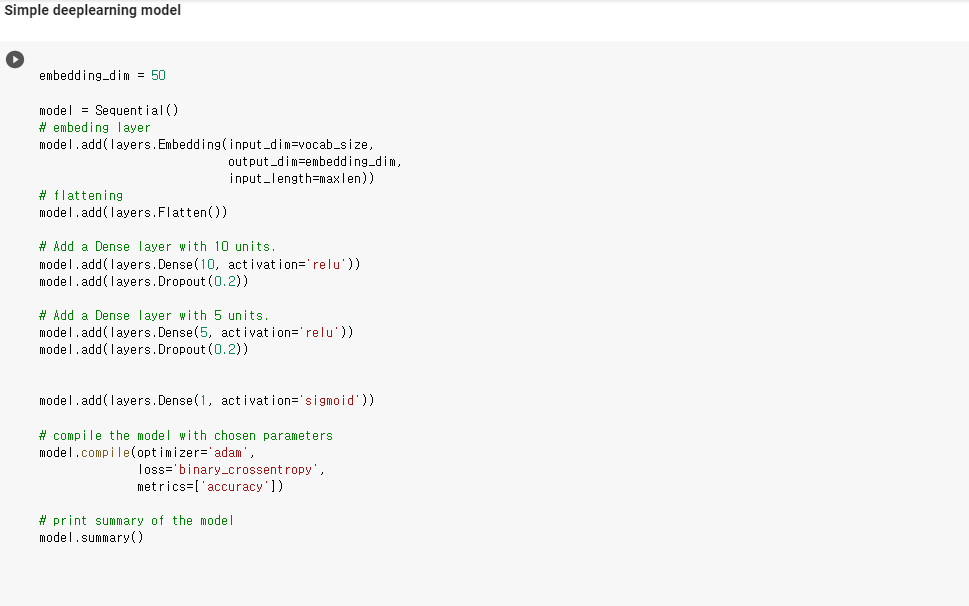 Simple deeplearning model
embedding_dim = 50
model = Sequential()
# embeding layer
model.add(layers.Embedding(input_dim=vocab_size,
output_dim=embedding_dim,
input_length=maxlen))
# flattening
model.add(layers.Flatten())
# Add a Dense layer with 10 units.
model.add(layers.Dense(10, activation='relu'))
model.add(layers.Dropout(0.2))
# Add a Dense layer with 5 units.
model.add(layers.Dense(5, activation='relu'))
model.add(layers.Dropout(0.2))
model.add(layers.Dense(1, activation='sigmoid'))
# compile the model with chosen parameters
model.compile(optimizer='adam',
loss='binary_crossentropy',
metrics=['accuracy'])
# print summary of the model
model.summary()